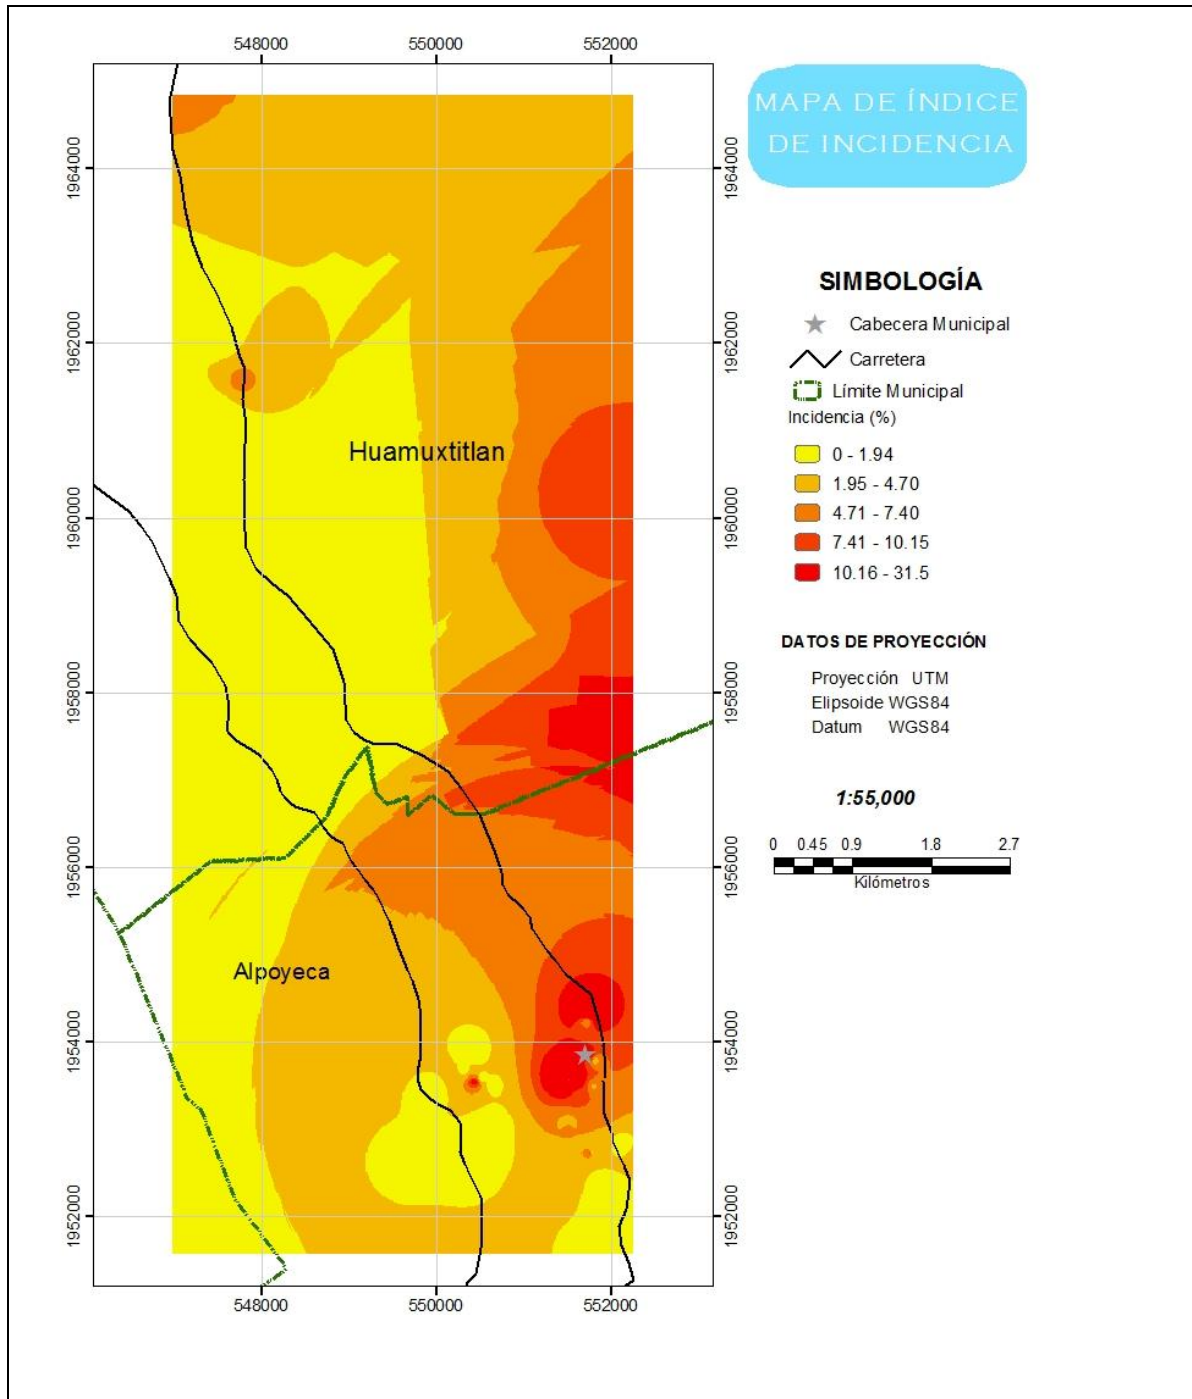 548000
550000
552000
MAPA DE ÍNDICE
DE INCIDENCIA
1964000
1964000
SIMBOLOGÍA
Cabecera Municipal
1962000
1962000
Carretera
Límite Municipal
Incidencia (%)
Huamuxtitlan
0 - 1.94
1.95 - 4.70
1960000
1960000
4.71 - 7.40
7.41 - 10.15
10.16 - 31.5
DATOS DE PROYECCIÓN
Proyección UTM
1958000
1958000
Elipsoide WGS84
Datum WGS84
1:55,000
0 0.45 0.9 1.8 2.7
1956000
1956000
Kilómetros
Alpoyeca
1954000
1954000
1952000
1952000
548000
550000
552000